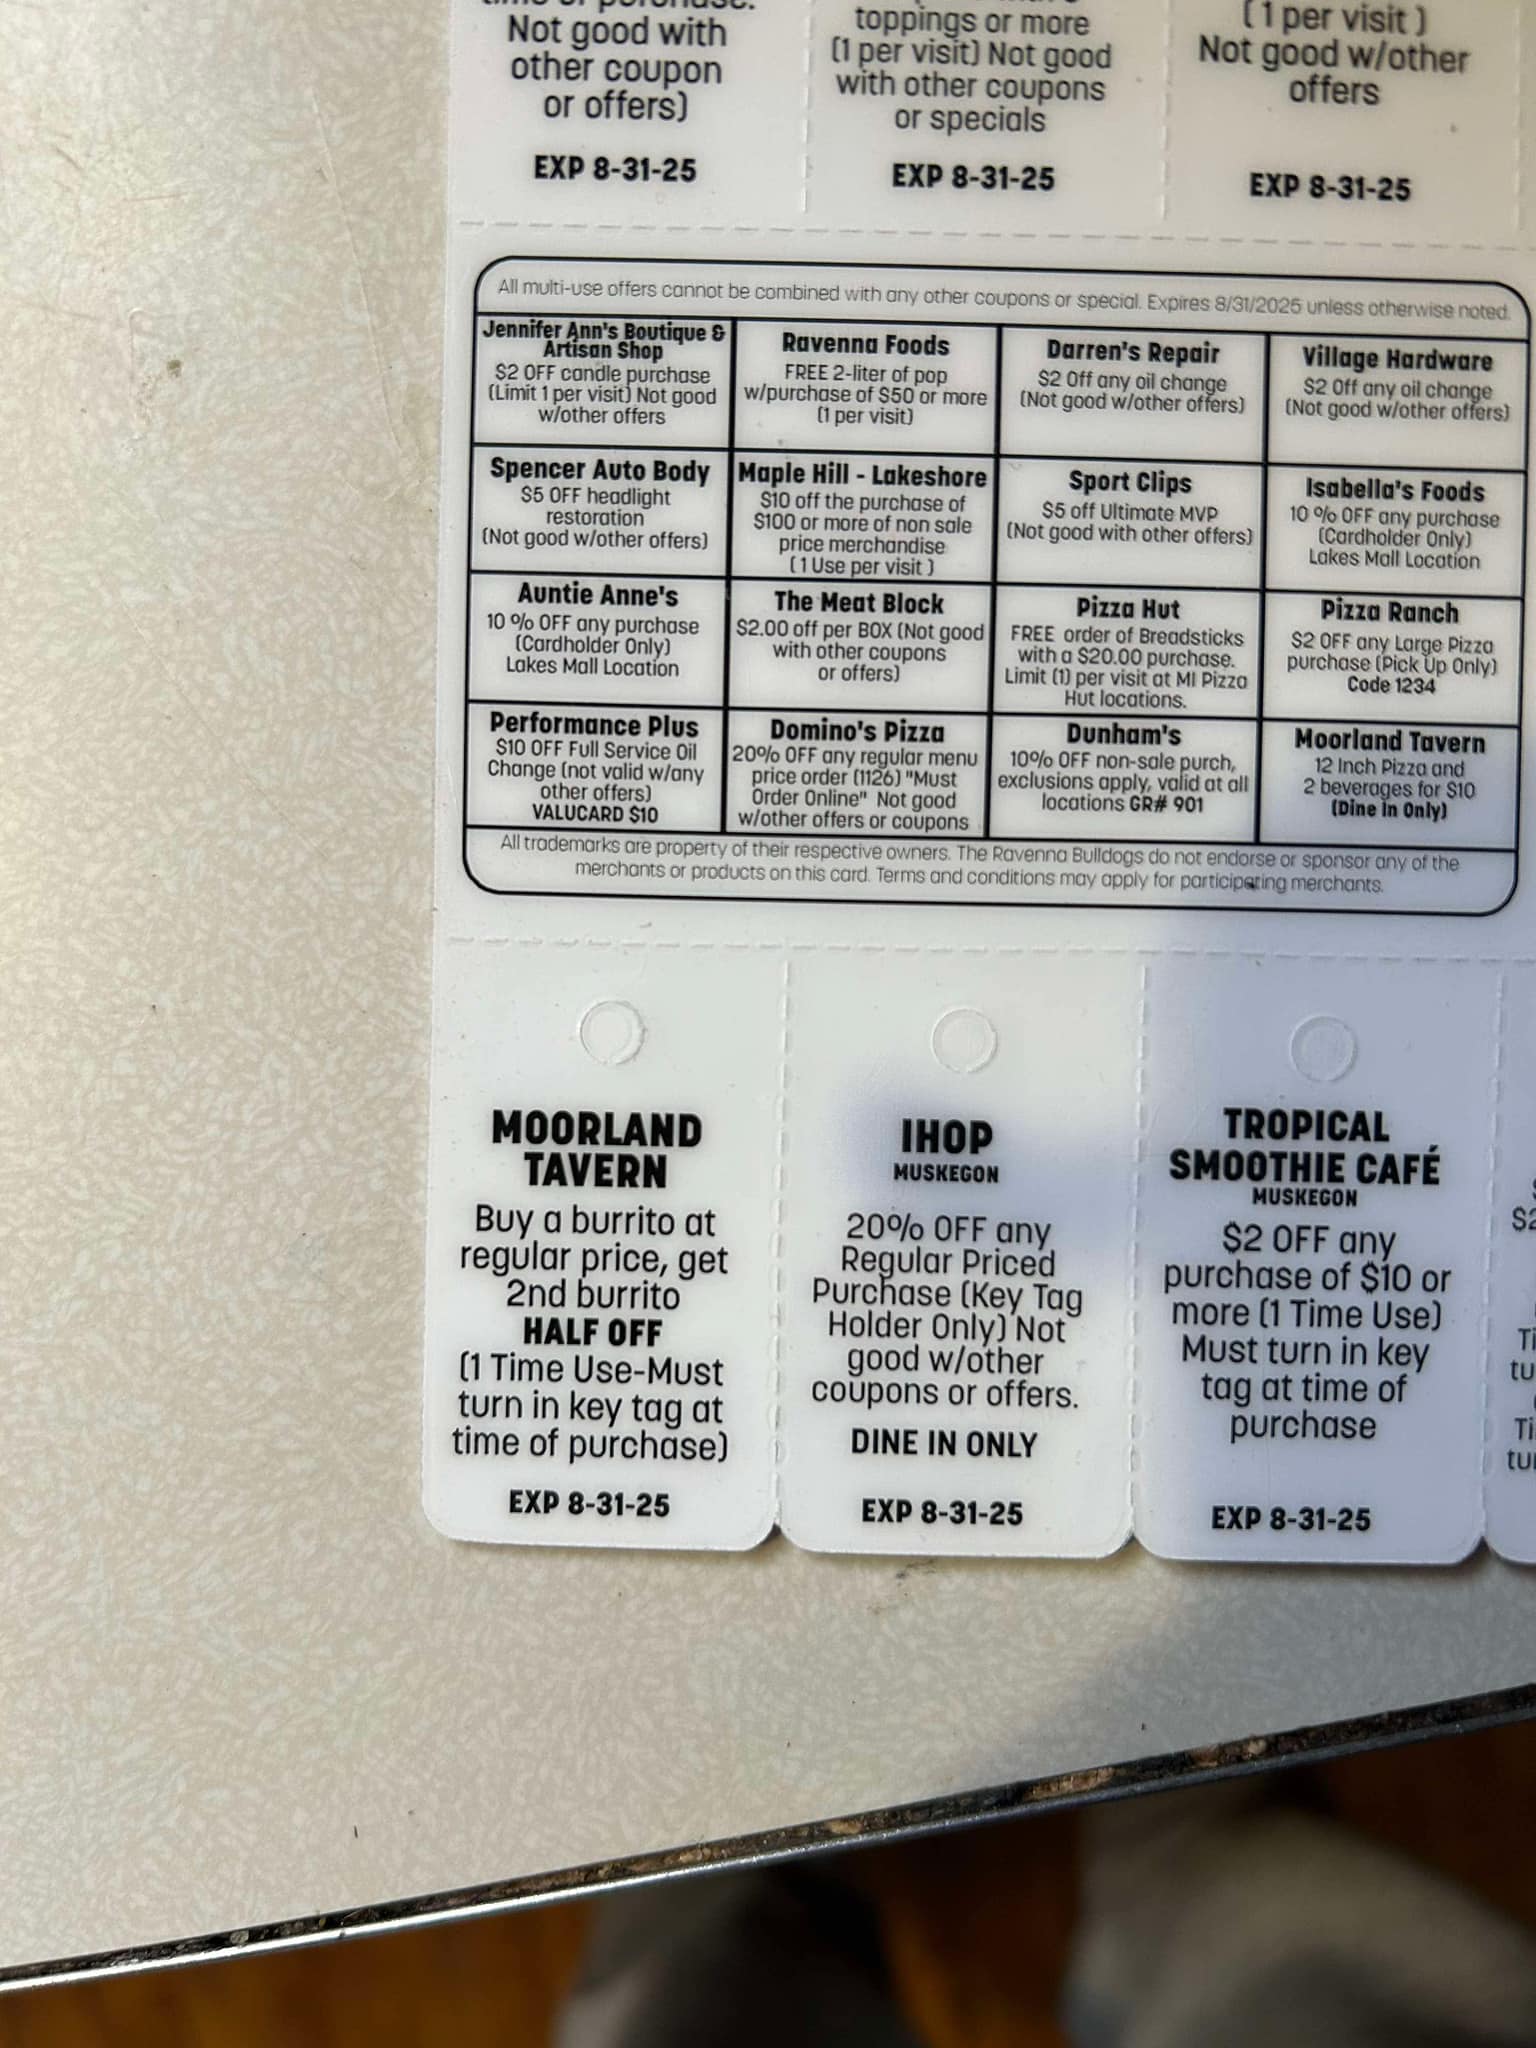 time of purchase.
Not good with
other coupon
or offers)
EXP 8-31-25
toppings or more
(1 per visit) Not good
with other coupons
or specials
EXP 8-31-25
(1 per visit )
Not good w/other
offers
EXP 8-31-25
All multi-use offers cannot be combined with any other coupons or special. Expires 8/31/2025 unless otherwise noted.
Jennifer Ann's Boutique &
Artisan Shop
$2 OFF candle purchase
(Limit 1 per visit) Not good
w/other offers
Ravenna Foods
FREE 2-liter of pop
w/purchase of $50 or more
(1 per visit)
Darren's Repair
$2 Off any oil change
(Not good w/other offers)
Village Hardware
$2 Off any oil change
(Not good w/other offers)
Spencer Auto Body
$5 OFF headlight
restoration
(Not good w/other offers)
Maple Hill - Lakeshore
$10 off the purchase of
$100 or more of non sale
price merchandise
(1 Use per visit )
Sport Clips
$5 off Ultimate MVP
(Not good with other offers)
Isabella's Foods
10 % OFF any purchase
(Cardholder Only)
Lakes Mall Location
Auntie Anne's
10 % OFF any purchase
(Cardholder Only)
Lakes Mall Location
The Meat Block
$2.00 off per BOX (Not good
with other coupons
or offers)
Pizza Hut
FREE order of Breadsticks
with a $20.00 purchase.
Limit (1) per visit at MI Pizza
Hut locations.
Pizza Ranch
$2 OFF any Large Pizza
purchase (Pick Up Only)
Code 1234
Performance Plus
$10 OFF Full Service Oil
Change (not valid w/any
other offers)
VALUCARD $10
Domino's Pizza
20% OFF any regular menu
price order (1126) "Must
Order Online" Not good
w/other offers or coupons
Dunham's
10% OFF non-sale purch,
exclusions apply, valid at all
locations GR# 901
Moorland Tavern
12 Inch Pizza and
2 beverages for $10
(Dine In Only)
All trademarks are property of their respective owners. The Ravenna Bulldogs do not endorse or sponsor any of the
merchants or products on this card. Terms and conditions may apply for participating merchants.
MOORLAND
TAVERN
Buy a burrito at
regular price, get
2nd burrito
HALF OFF
(1 Time Use-Must
turn in key tag at
time of purchase)
EXP 8-31-25
IHOP
MUSKEGON
20% OFF any
Regular Priced
Purchase (Key Tag
Holder Only) Not
good w/other
coupons or offers.
DINE IN ONLY
EXP 8-31-25
TROPICAL
SMOOTHIE CAFÉ
MUSKEGON
$2 OFF any
purchase of $10 or
more (1 Time Use)
Must turn in key
tag at time of
purchase
EXP 8-31-25